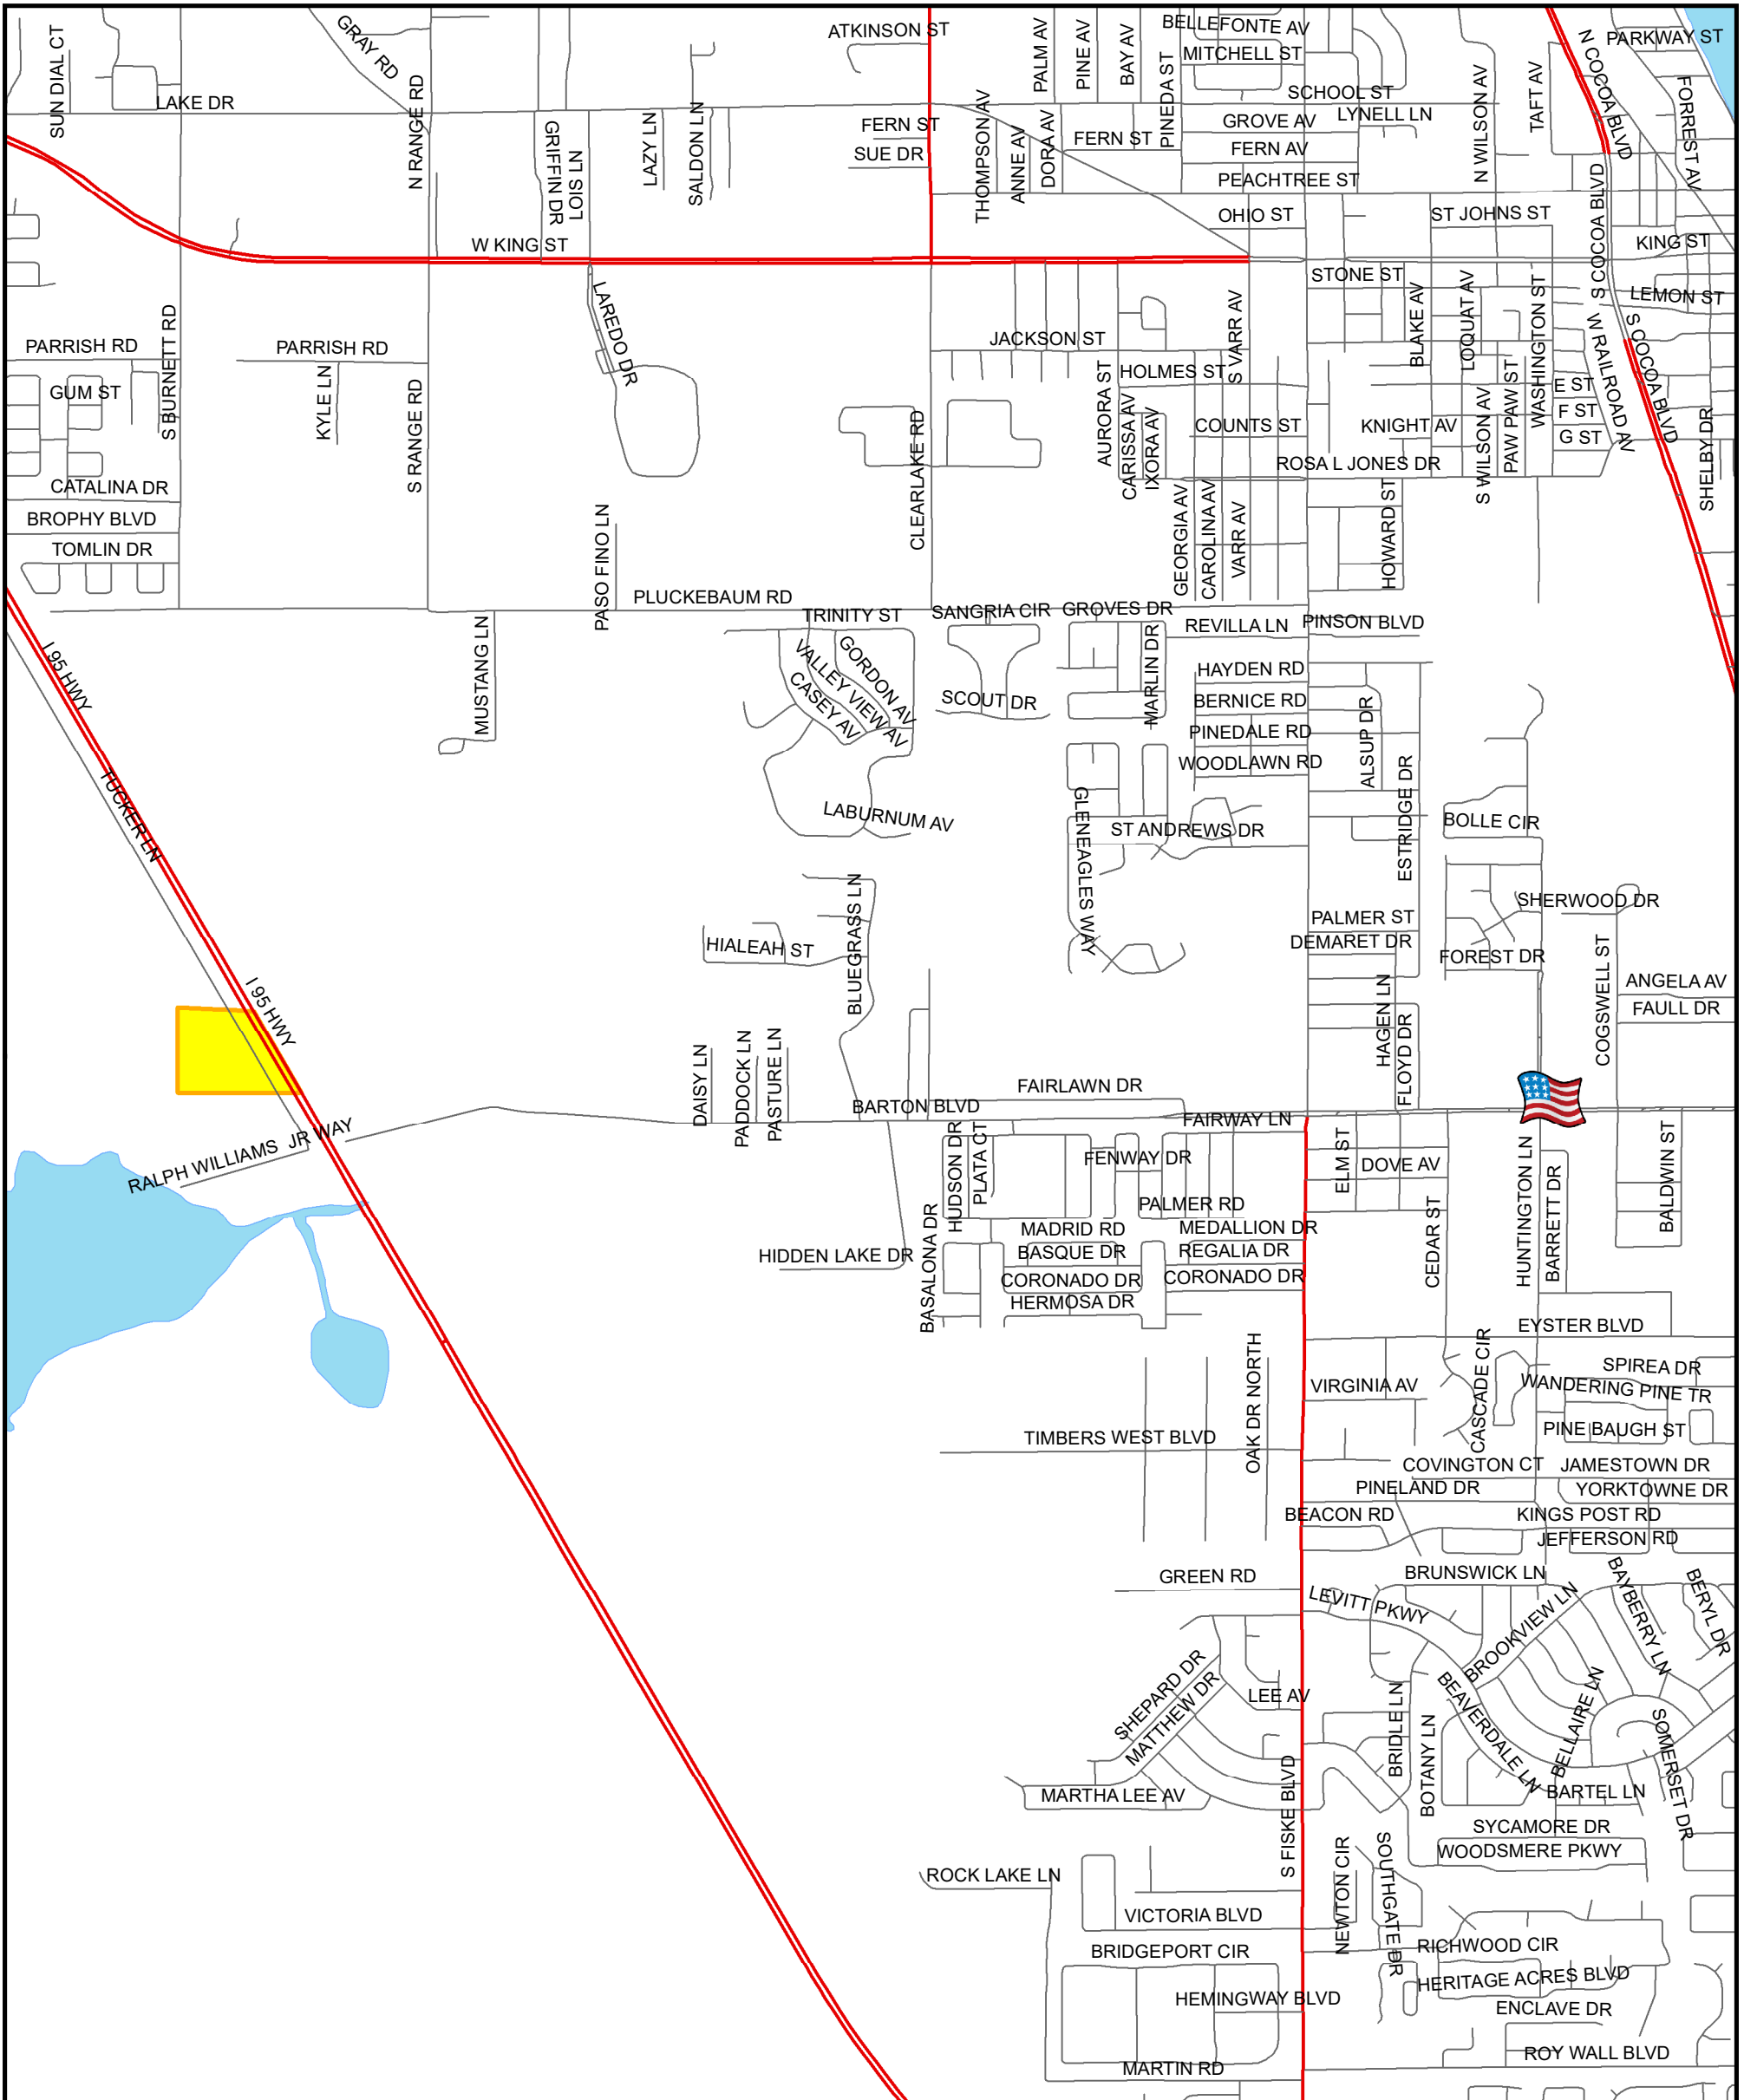 SUN DIAL CT
GRAY RD
ATKINSON ST
PALM AV
PINE AV
BAY AV
BELLEFONTE AV
MITCHELL ST
PINEDA ST
PARKWAY ST
N COCOA BLVD
LAKE DR
N RANGE RD
SCHOOL ST
N WILSON AV
TAFT AV
FORREST AV
GRIFFIN DR
LOIS LN
LAZY LN
SALDON LN
FERN ST
SUE DR
THOMPSON AV
ANNE AV
DORA AV
FERN ST
GROVE AV
LYNELL LN
FERN AV
PEACHTREE ST
OHIO ST
ST JOHNS ST
S COCOA BLVD
KING ST
W KING ST
STONE ST
LEMON ST
LAREDO DR
S VARR AV
BLAKE AV
LOQUAT AV
WASHINGTON ST
W RAILROAD AV
S COCOA BLVD
S BURNETT RD
PARRISH RD
PARRISH RD
JACKSON ST
GUM ST
KYLE LN
S RANGE RD
HOLMES ST
AURORA ST
CARISSA AV
IXORA AV
E ST
F ST
G ST
PAW PAW ST
S WILSON AV
SHELBY DR
CLEARLAKE RD
COUNTS ST
KNIGHT AV
ROSA L JONES DR
CATALINA DR
BROPHY BLVD
TOMLIN DR
PASO FINO LN
GEORGIA AV
CAROLINA AV
VARR AV
HOWARD ST
PLUCKEBAUM RD
TRINITY ST
SANGRIA CIR
GROVES DR
REVILLA LN
PINSON BLVD
I 95 HWY
MUSTANG LN
GORDON AV
VALLEY VIEW AV
CASEY AV
SCOUT DR
MARLIN DR
HAYDEN RD
BERNICE RD
PINEDALE RD
WOODLAWN RD
ALSUP DR
ESTRIDGE DR
TUCKER LN
LABURNUM AV
GLENEAGLES WAY
ST ANDREWS DR
BOLLE CIR
BLUEGRASS LN
HIALEAH ST
PALMER ST
DEMARET DR
SHERWOOD DR
FOREST DR
COGSWELL ST
ANGELA AV
FAULL DR
I 95 HWY
HAGEN LN
FLOYD DR
DAISY LN
PADDOCK LN
PASTURE LN
FAIRLAWN DR
BARTON BLVD
FAIRWAY LN
RALPH WILLIAMS JR WAY
HUDSON DR
PLATA CT
FENWAY DR
ELM ST
DOVE AV
HUNTINGTON LN
BARRETT DR
BALDWIN ST
PALMER RD
MADRID RD
MEDALLION DR
CEDAR ST
HIDDEN LAKE DR
BASALONA DR
BASQUE DR
REGALIA DR
CORONADO DR
CORONADO DR
HERMOSA DR
EYSTER BLVD
OAK DR NORTH
CASCADE CIR
SPIREA DR
VIRGINIA AV
WANDERING PINE TR
PINE BAUGH ST
TIMBERS WEST BLVD
COVINGTON CT
JAMESTOWN DR
PINELAND DR
YORKTOWNE DR
BEACON RD
KINGS POST RD
JEFFERSON RD
GREEN RD
BRUNSWICK LN
LEVITT PKWY
BROOKVIEW LN
BAYBERRY LN
BERYL DR
SHEPARD DR
MATTHEW DR
LEE AV
BRIDLE LN
BOTANY LN
BEAVERDALE LN
BELLAIRE LN
SOMERSET DR
MARTHA LEE AV
S FISKE BLVD
BARTEL LN
SYCAMORE DR
WOODSMERE PKWY
ROCK LAKE LN
NEWTON CIR
SOUTHGATE DR
VICTORIA BLVD
BRIDGEPORT CIR
RICHWOOD CIR
HERITAGE ACRES BLVD
HEMINGWAY BLVD
ENCLAVE DR
MARTIN RD
ROY WALL BLVD